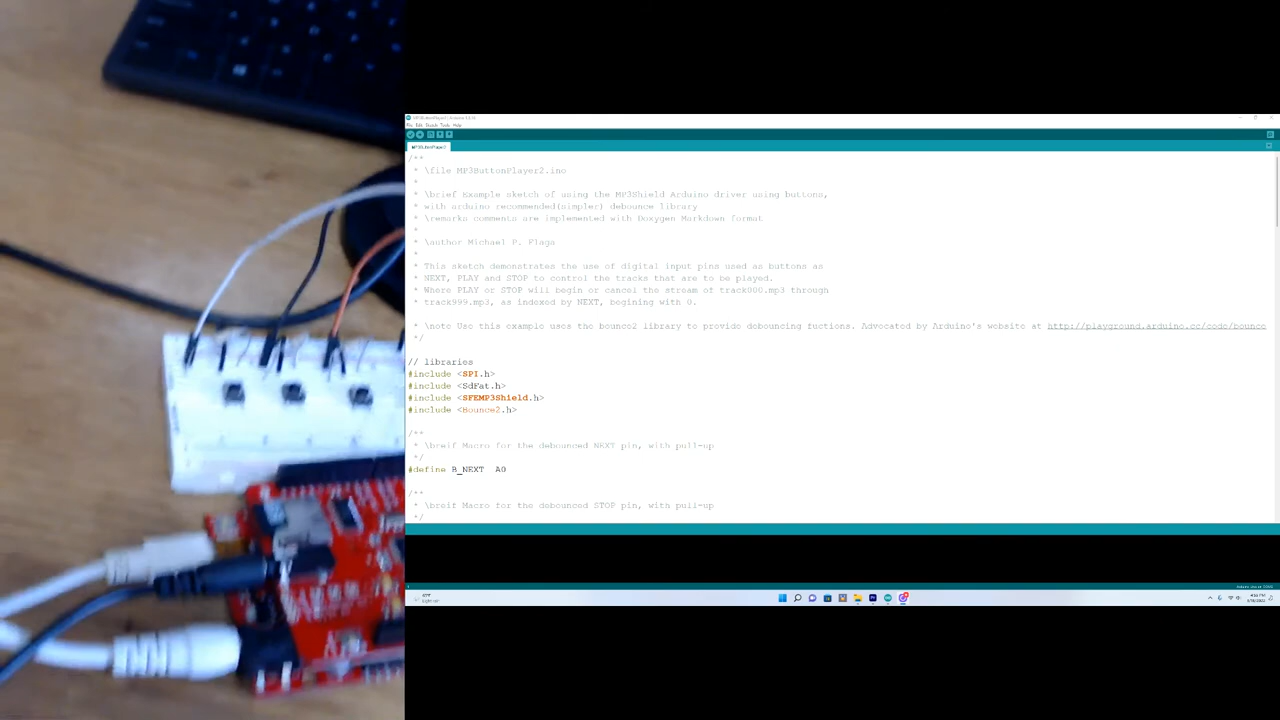 File Edit Sketch Tools Help
/**
* \file MP3ButtonPlayer2.ino
*
* \brief Example sketch of using the MP3Shield Arduino driver using buttons,
* with arduino recommended(simpler) debounce library
* \remarks comments are implemented with Doxygen Markdown format
*
* \author Michael P. Flaga
*
* This sketch demonstrates the use of digital input pins used as buttons as
* NEXT, PLAY and STOP to control the tracks that are to be played.
* Where PLAY or STOP will begin or cancel the stream of track000.mp3 through
* track999.mp3, as indexed by NEXT, begining with 0.
*
* \note Use this example uses the bounce2 library to provide debouncing fuctions. Advocated by Arduino's website at http://playground.arduino.cc/code/bounce
*/
// libraries
#include <SPI.h>
#include <SdFat.h>
#include <SFEMP3Shield.h>
#include <Bounce2.h>
/**
* \breif Macro for the debounced NEXT pin, with pull-up
*/
#define B_NEXT A0
/**
* \breif Macro for the debounced STOP pin, with pull-up
*/